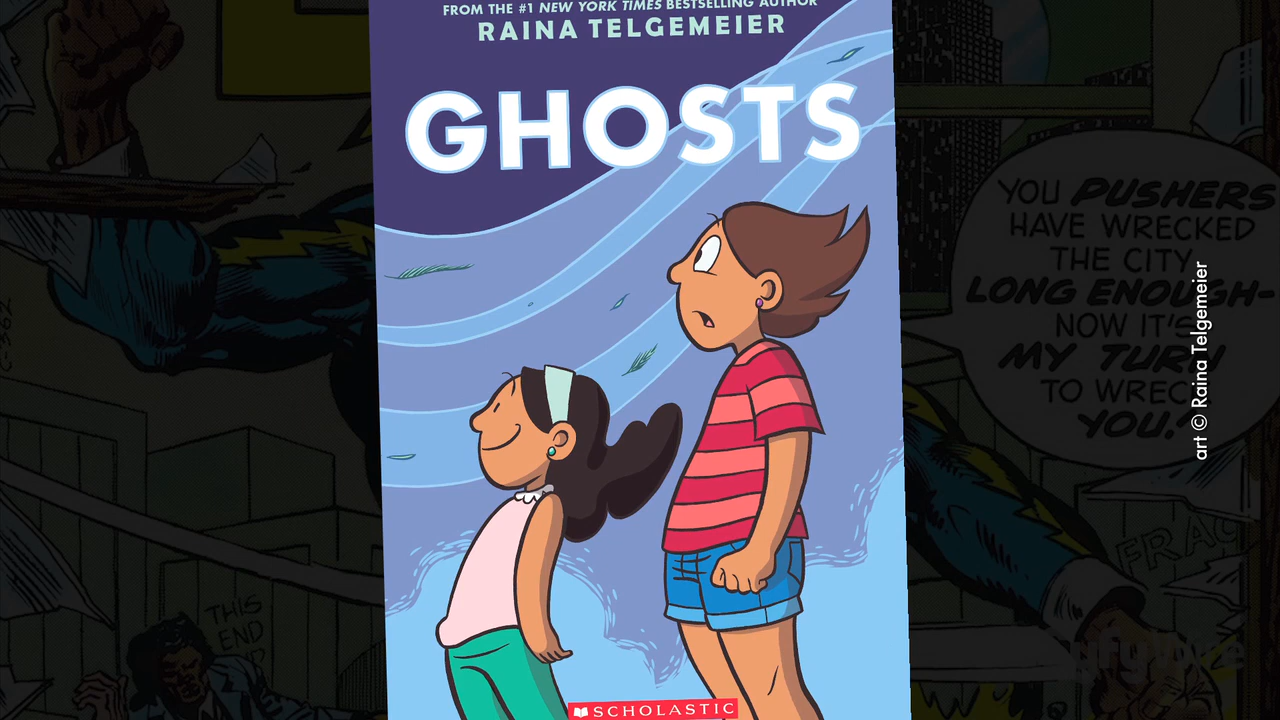 FROM THE #1 NEW YORK TIMES BESTSELLING AUTHOR
RAINA TELGEMEIER
GHOSTS
SCHOLASTIC
art © Raina Telgemeier
YOU PUSHERS
HAVE WRECKED
THE CITY
LONG ENOUGH-
NOW IT'S
MY TURN
TO WRECK
YOU.
THIS
END
C-362